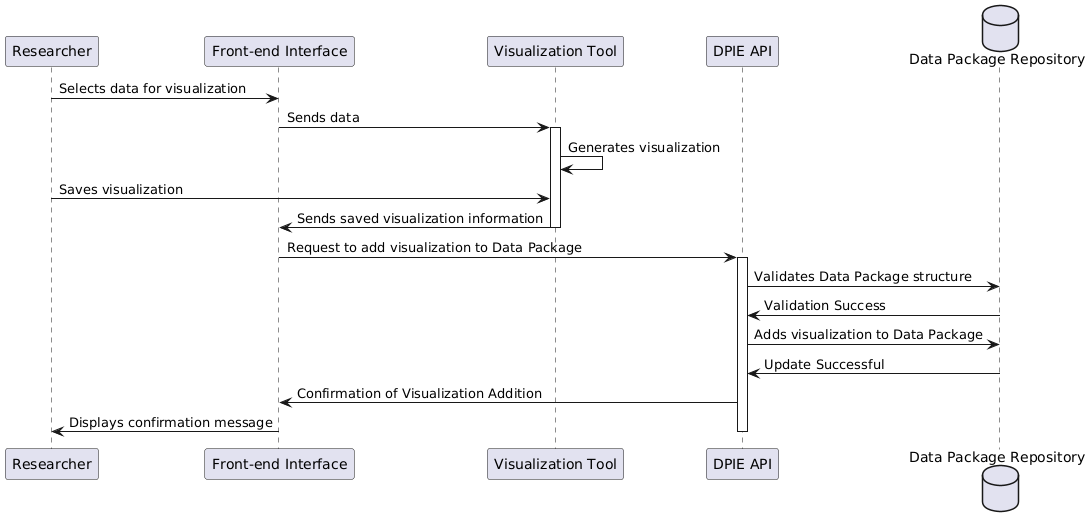 Data Package Repository
Researcher
Front-end Interface
Visualization Tool
DPIE API
Selects data for visualization
Sends data
Generates visualization
Saves visualization
Sends saved visualization information
Request to add visualization to Data Package
Validates Data Package structure
Validation Success
Adds visualization to Data Package
Update Successful
Confirmation of Visualization Addition
Displays confirmation message
Researcher
Front-end Interface
Visualization Tool
DPIE API
Data Package Repository